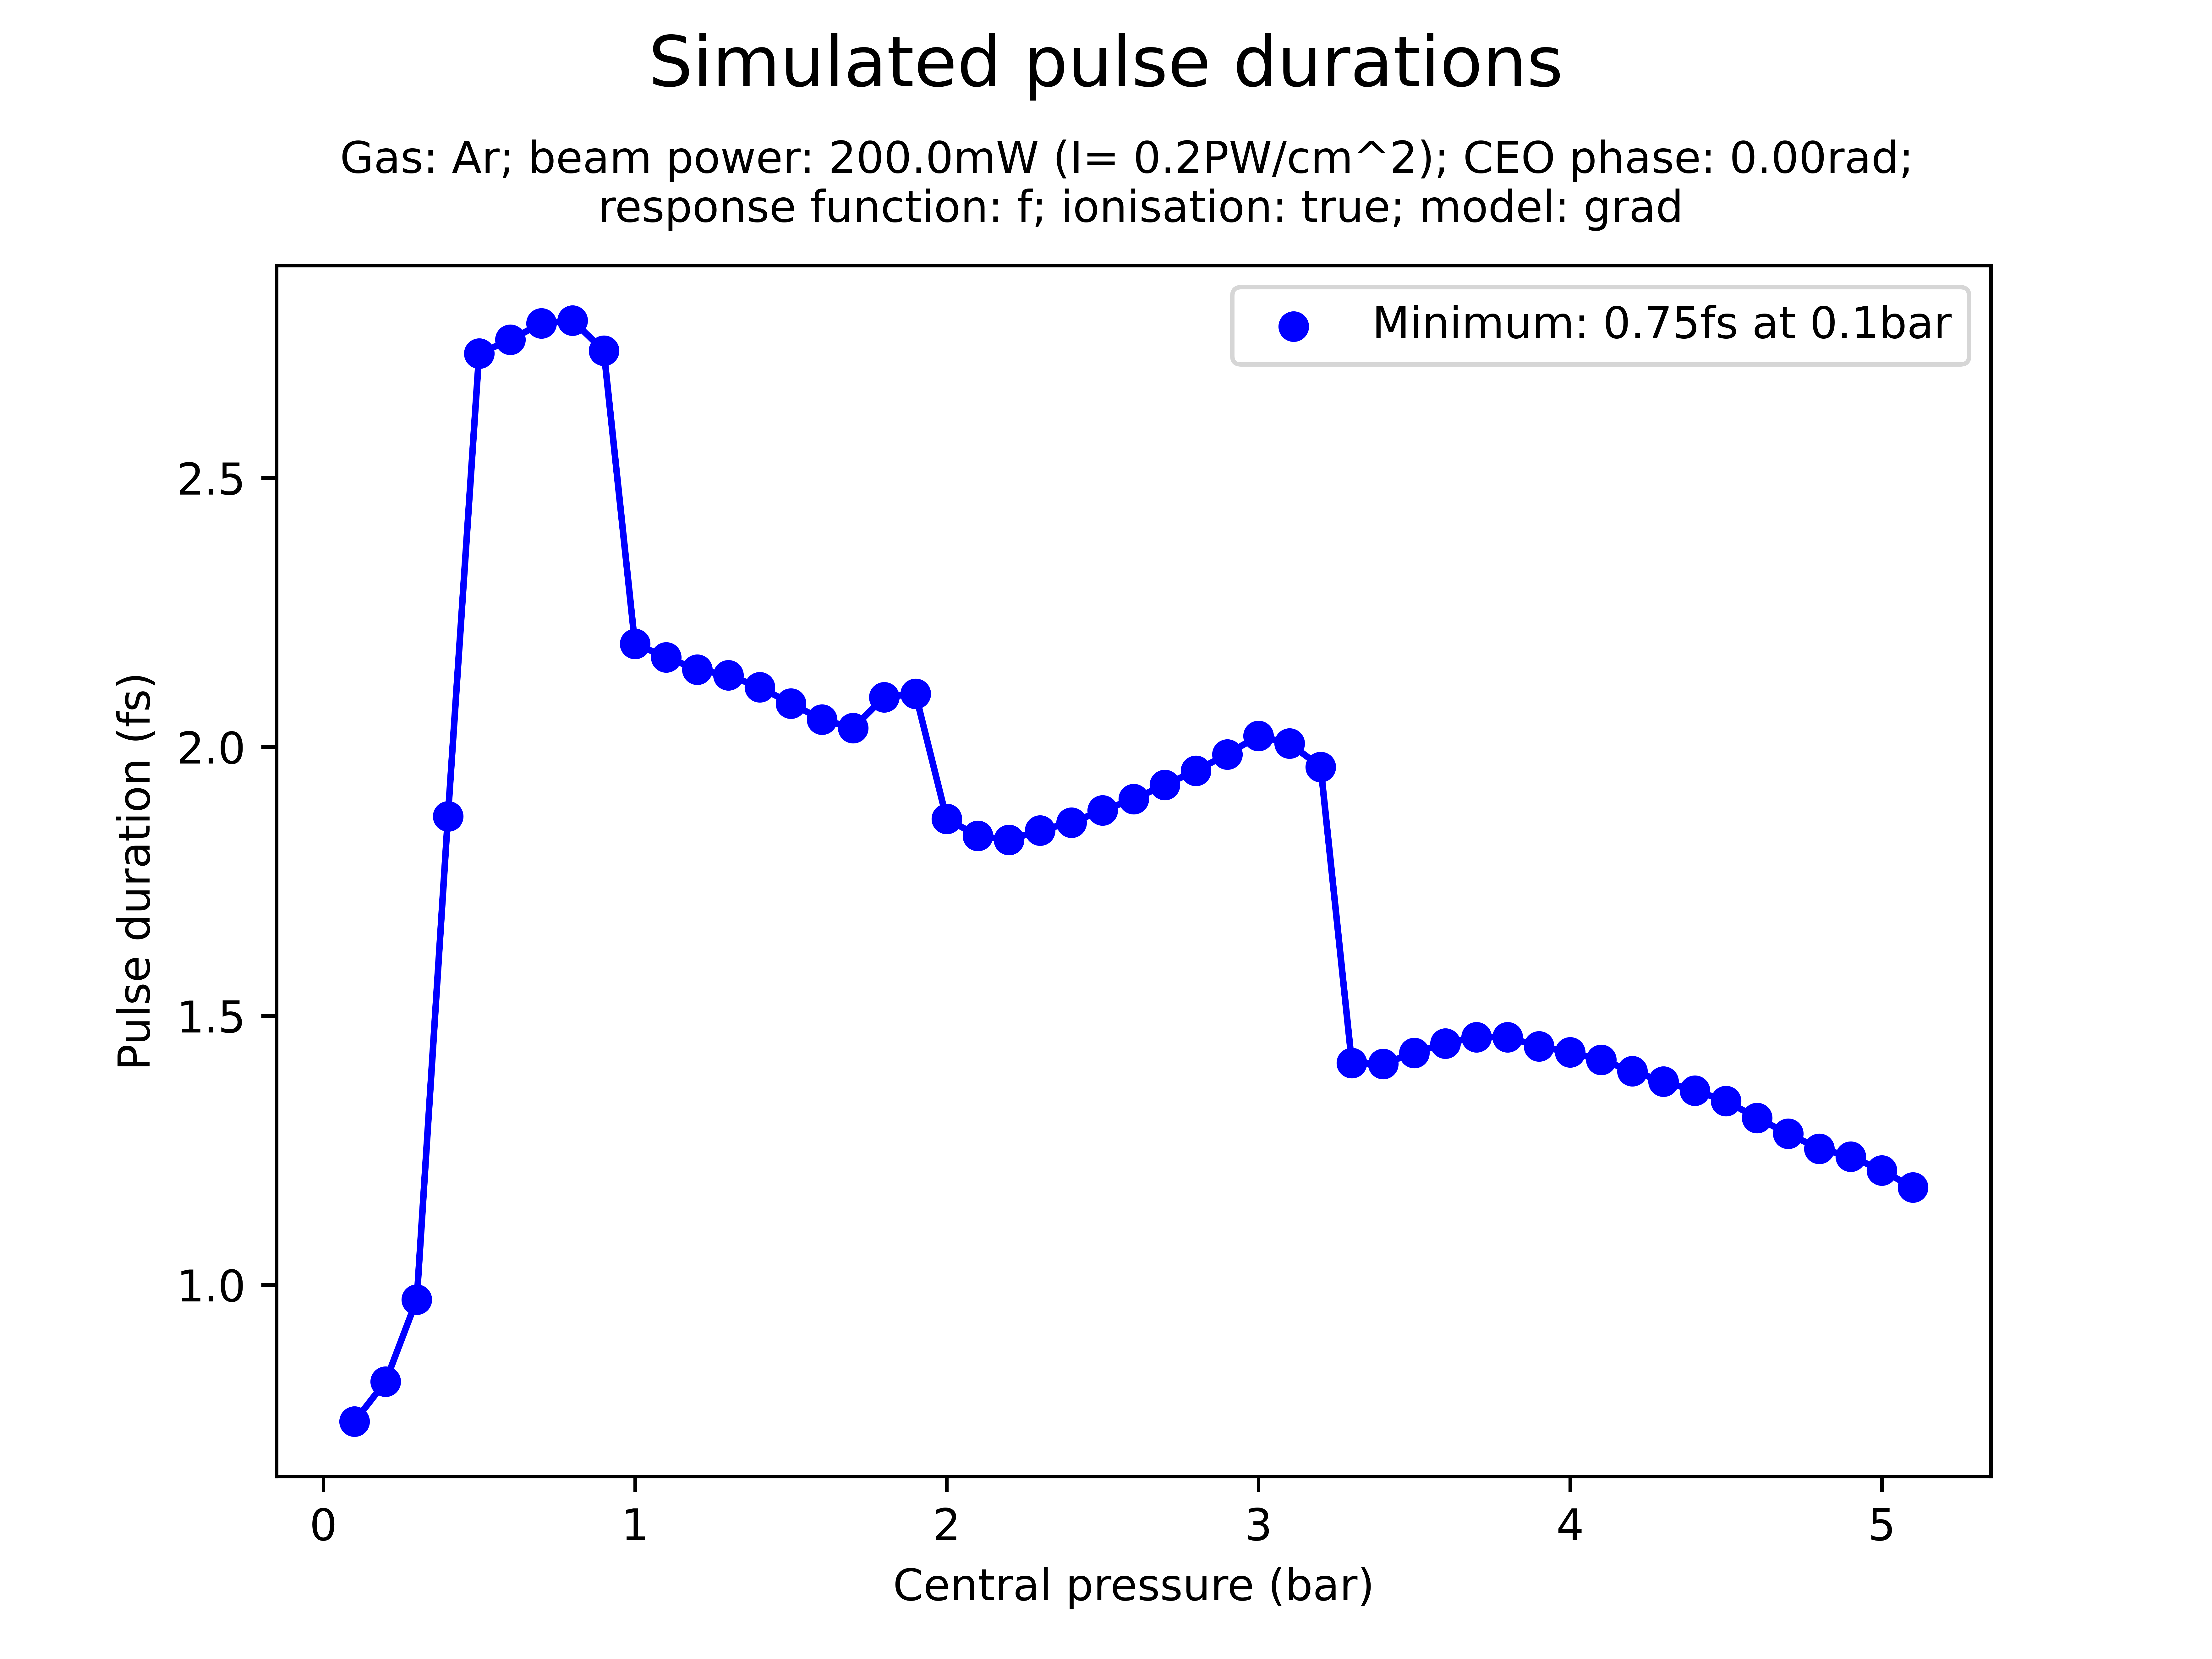 Simulated pulse durations
Gas: Ar; beam power: 200.0mW (I= 0.2PW/cm^2); CEO phase: 0.00rad;
response function: f; ionisation: true; model: grad
Minimum: 0.75fs at 0.1bar
Pulse duration (fs)
2.5
2.0
1.5
1.0
0 1 2 3 4 5
Central pressure (bar)